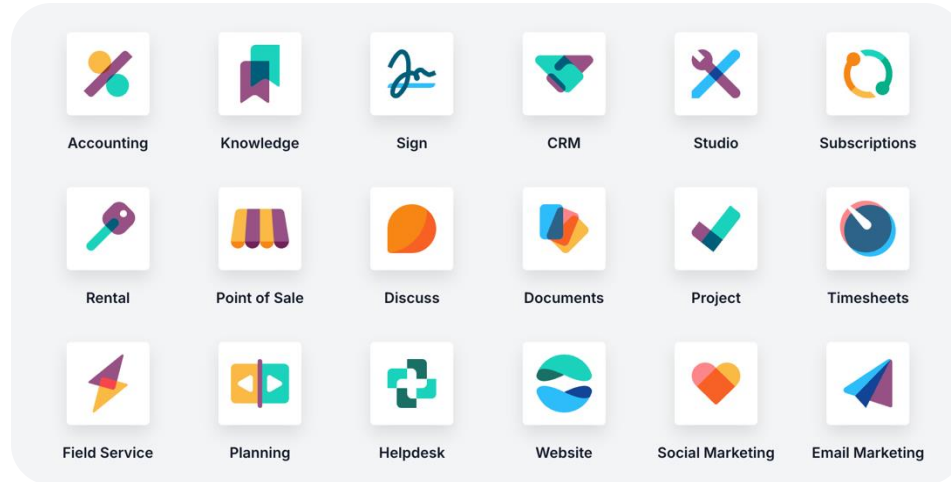 Accounting
Knowledge
Sign
CRM
Studio
Subscriptions
Rental
Point of Sale
Discuss
Documents
Project
Timesheets
Field Service
Planning
Helpdesk
Website
Social Marketing
Email Marketing